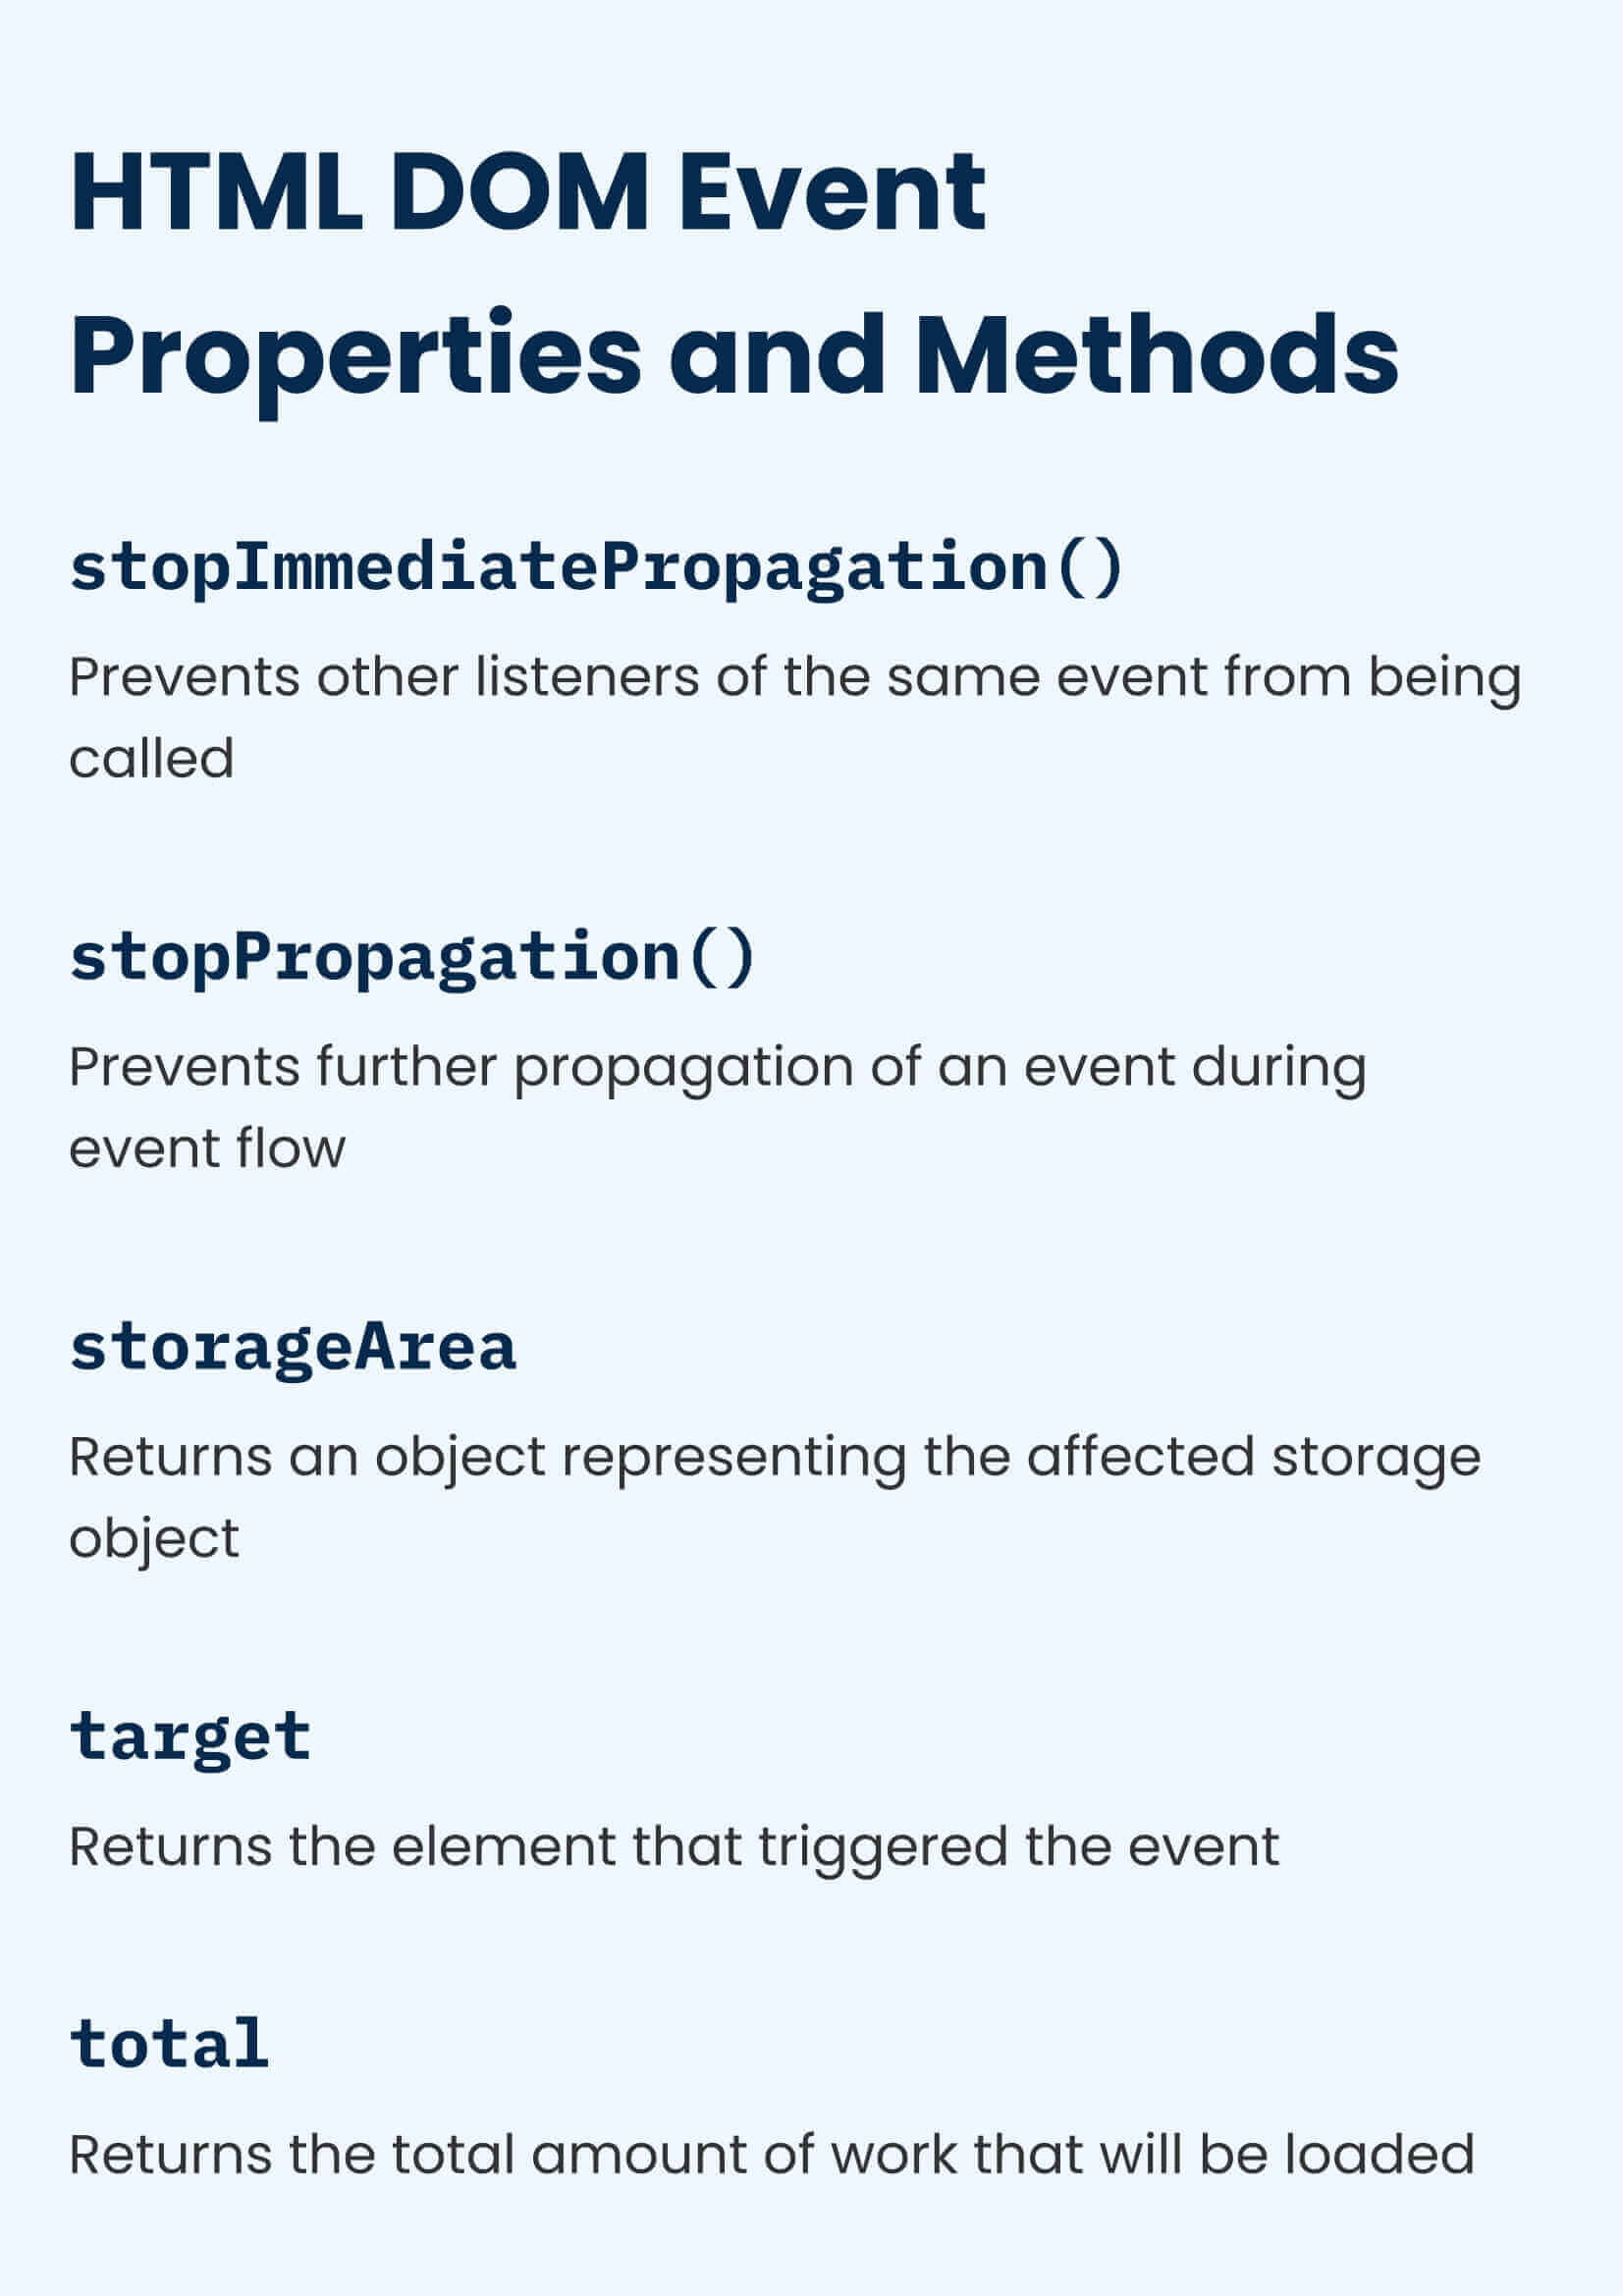 HTML DOM Event
Properties and Methods
stopImmediatePropagation()
Prevents other listeners of the same event from being
called
stopPropagation()
Prevents further propagation of an event during
event flow
storageArea
Returns an object representing the affected storage
object
target
Returns the element that triggered the event
total
Returns the total amount of work that will be loaded